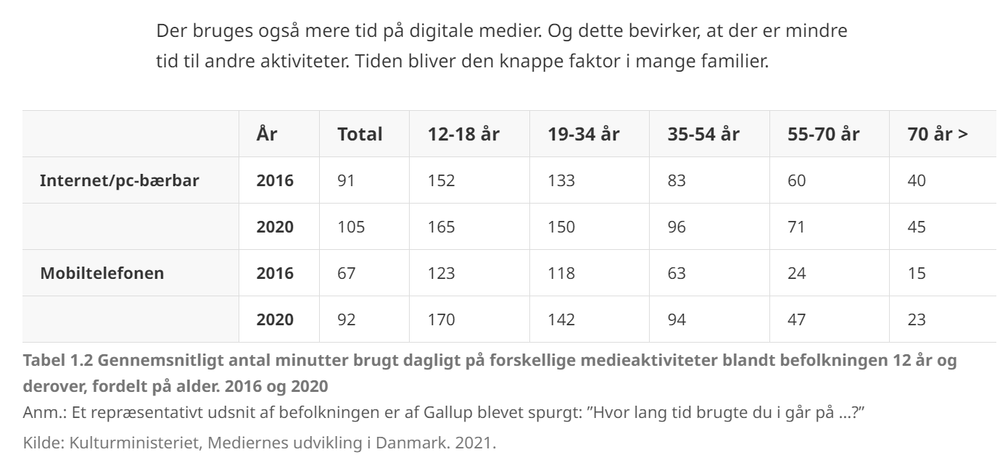 Der bruges også mere tid på digitale medier. Og dette bevirker, at der er mindre
tid til andre aktiviteter. Tiden bliver den knappe faktor i mange familier.
År Total 12-18 år 19-34 år 35-54 år 55-70 år 70 år >
Internet/pc-bærbar 2016 91 152 133 83 60 40
2020 105 165 150 96 71 45
Mobiltelefonen 2016 67 123 118 63 24 15
2020 92 170 142 94 47 23
Tabel 1.2 Gennemsnitligt antal minutter brugt dagligt på forskellige medieaktiviteter blandt befolkningen 12 år og
derover, fordelt på alder. 2016 og 2020
Anm.: Et repræsentativt udsnit af befolkningen er af Gallup blevet spurgt: ”Hvor lang tid brugte du i går på …?”
Kilde: Kulturministeriet, Mediernes udvikling i Danmark. 2021.